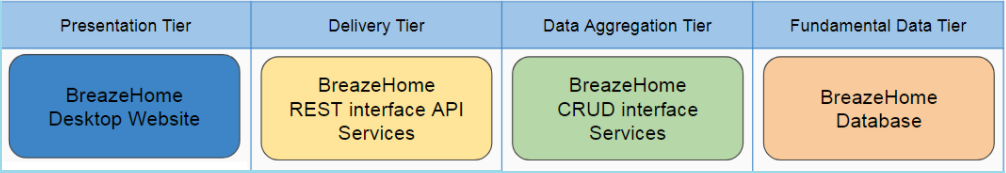 Presentation Tier
Delivery Tier
Data Aggregation Tier
Fundamental Data Tier
BreazeHome
Desktop Website
BreazeHome
REST interface API
Services
BreazeHome
CRUD interface
Services
BreazeHome
Database